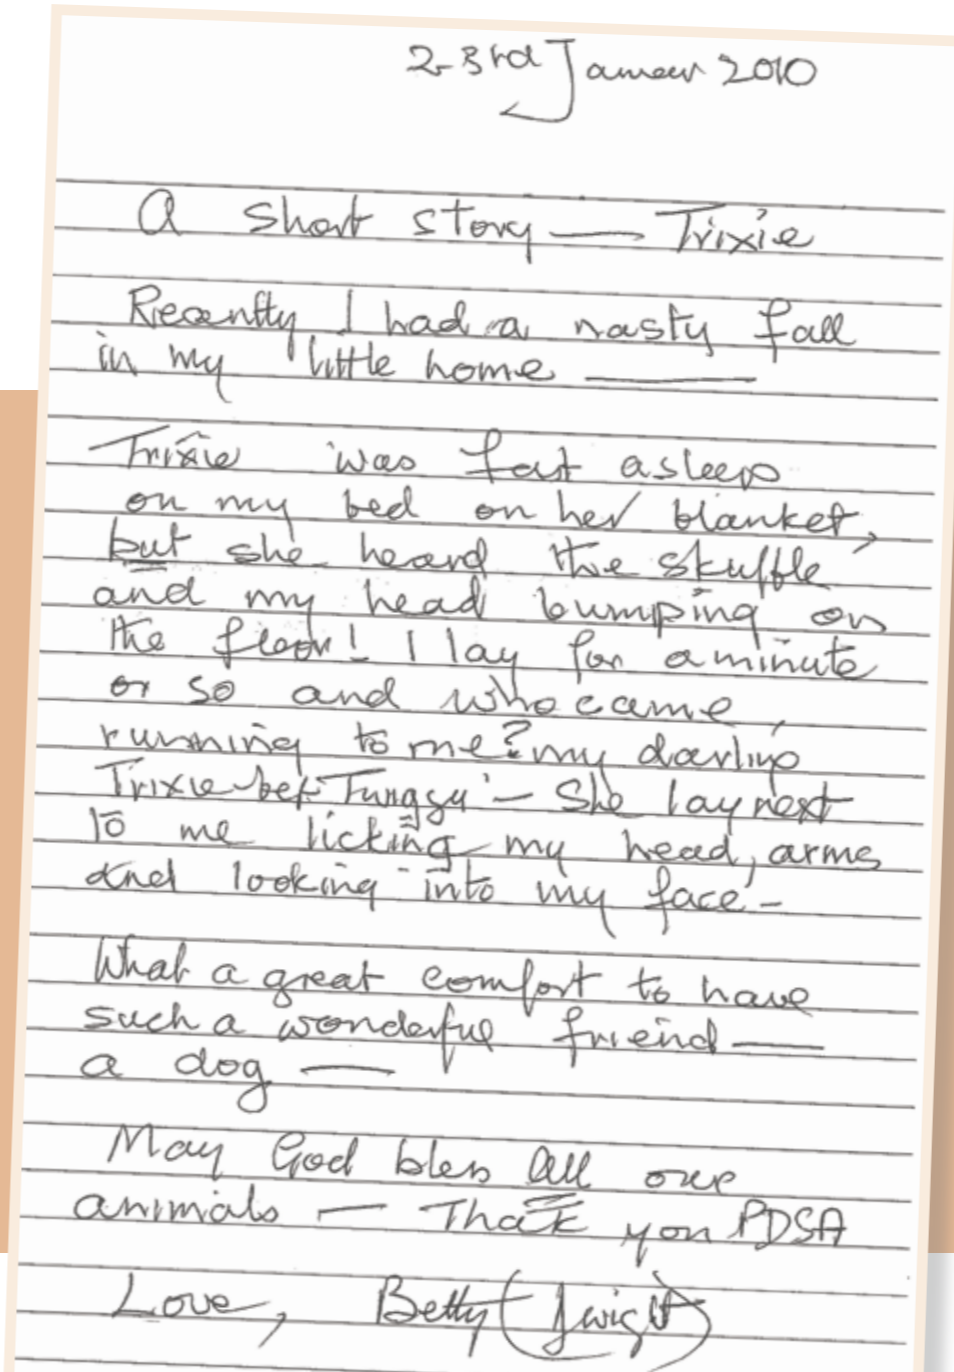 23rd January 2010
A short story — Trixie
Recently I had a nasty fall
in my little home —
Trixie was fast asleep
on my bed on her blanket,
but she heard the skuffle
and my head bumping on
the floor! I lay for a minute
or so and who came
running to me? my darling
Trixie - She lay next
to me licking my head, arms
and looking into my face -
What a great comfort to have
such a wonderful friend —
a dog —
May God bless all our
animals — Thank you PDSA
Love, Betty